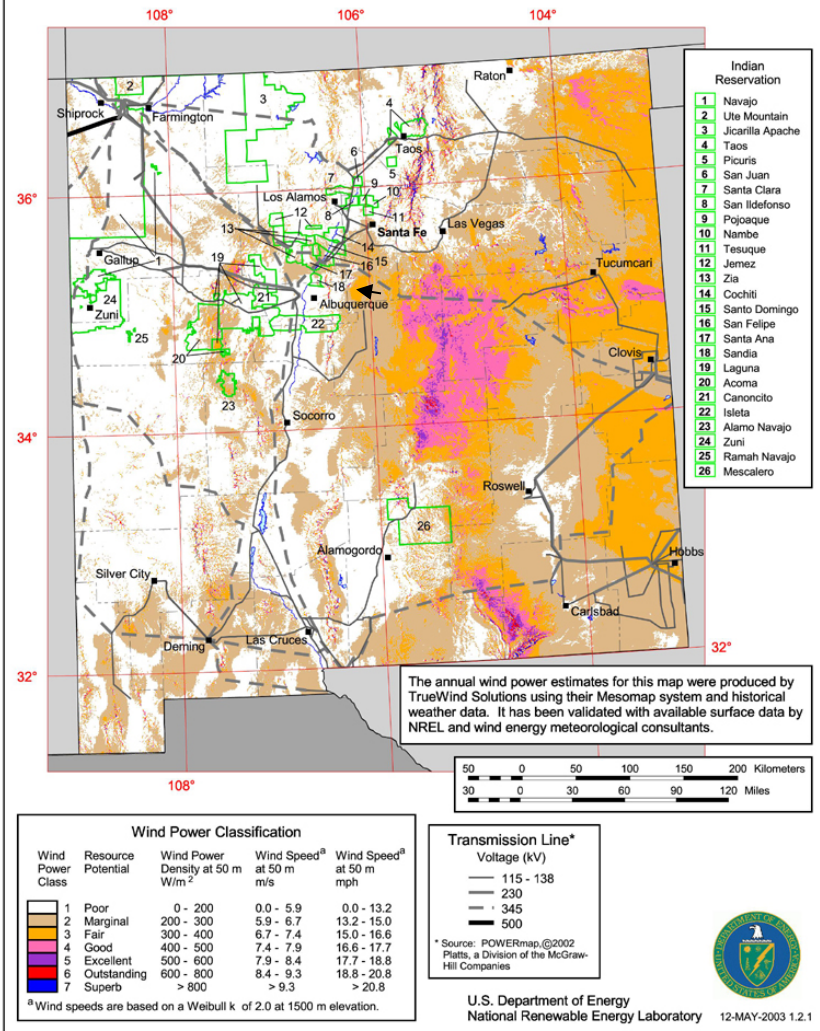 108°
106°
104°
Raton
Shiprock
Farmington
2
3
4
Taos
5
6
7
9
10
8
11
36°
Los Alamos
12
13
Santa Fe
Las Vegas
14
15
16
17
18
Gallup
1
19
Tucumcari
24
Zuni
21
Albuquerque
22
25
20
Clovis
23
Socorro
34°
Roswell
26
Alamogordo
Hobbs
Silver City
Carlsbad
Deming
Las Cruces
32°
32°
108°
Indian
Reservation
1 Navajo
2 Ute Mountain
3 Jicarilla Apache
4 Taos
5 Picuris
6 San Juan
7 Santa Clara
8 San Ildefonso
9 Pojoaque
10 Nambe
11 Tesuque
12 Jemez
13 Zia
14 Cochiti
15 Santo Domingo
16 San Felipe
17 Santa Ana
18 Sandia
19 Laguna
20 Acoma
21 Canoncito
22 Isleta
23 Alamo Navajo
24 Zuni
25 Ramah Navajo
26 Mescalero
The annual wind power estimates for this map were produced by
TrueWind Solutions using their Mesomap system and historical
weather data. It has been validated with available surface data by
NREL and wind energy meteorological consultants.
50 0 50 100 150 200 Kilometers
30 0 30 60 90 120 Miles
Wind Power Classification
Wind Resource Wind Power Wind Speedᵃ Wind Speedᵃ
Power Potential Density at 50 m at 50 m at 50 m
Class W/m² m/s mph
1 Poor 0 - 200 0.0 - 5.9 0.0 - 13.2
2 Marginal 200 - 300 5.9 - 6.7 13.2 - 15.0
3 Fair 300 - 400 6.7 - 7.4 15.0 - 16.6
4 Good 400 - 500 7.4 - 7.9 16.6 - 17.7
5 Excellent 500 - 600 7.9 - 8.4 17.7 - 18.8
6 Outstanding 600 - 800 8.4 - 9.3 18.8 - 20.8
7 Superb > 800 > 9.3 > 20.8
ᵃ Wind speeds are based on a Weibull k of 2.0 at 1500 m elevation.
Transmission Line*
Voltage (kV)
115 - 138
230
345
500
* Source: POWERmap,©2002
Platts, a Division of the McGraw-
Hill Companies
U.S. Department of Energy
National Renewable Energy Laboratory
12-MAY-2003 1.2.1